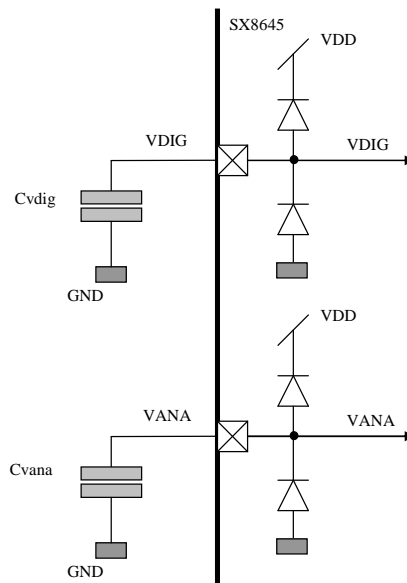 SX8645
VDD
VDIG
VDIG
Cvdig
GND
VDD
VANA
VANA
Cvana
GND